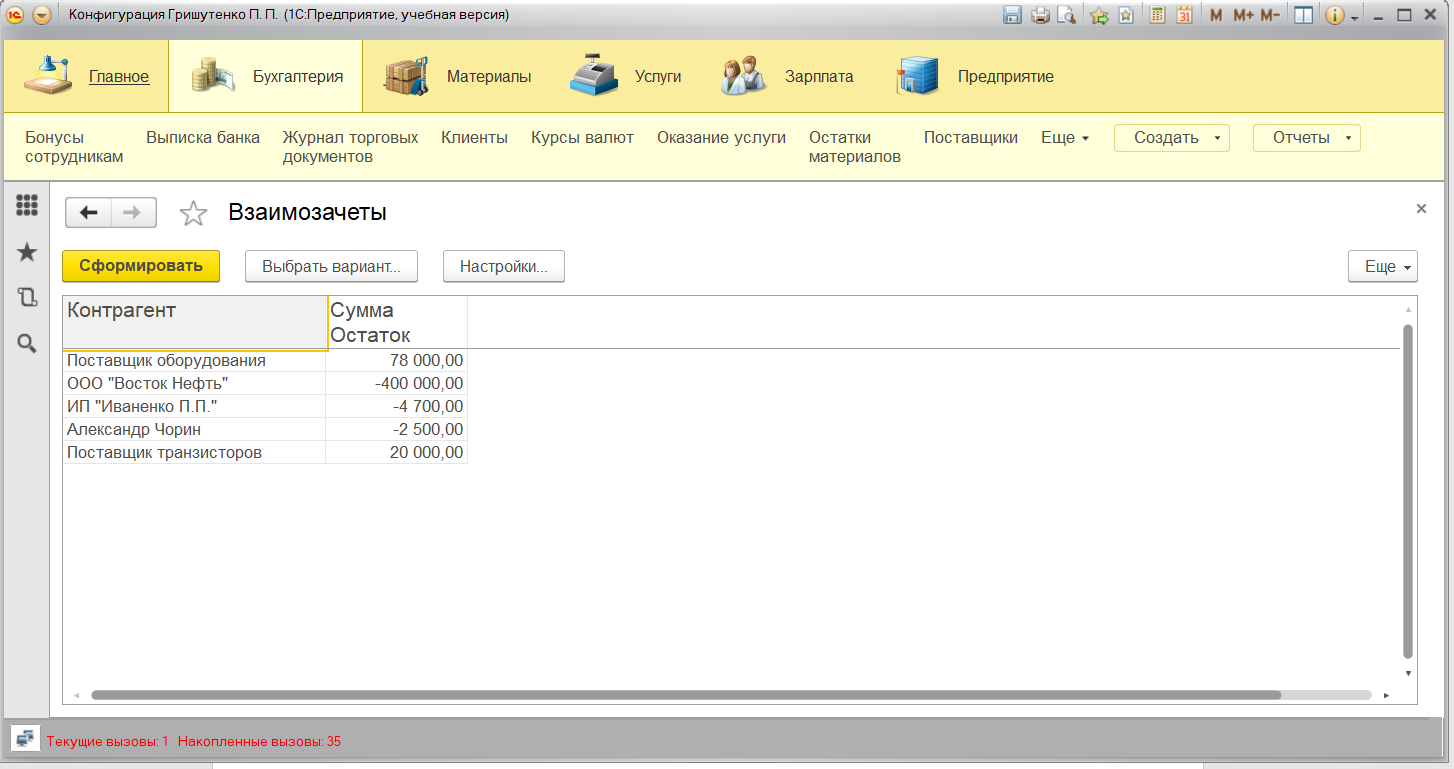 Конфигурация Гришутенко П. П. (1С:Предприятие, учебная версия)
31 M M+ M-
Главное Бухгалтерия Материалы Услуги Зарплата Предприятие
Бонусы Выписка банка Журнал торговых Клиенты Курсы валют Оказание услуги Остатки Поставщики Еще Создать Отчеты
сотрудникам документов материалов
Взаимозачеты
Сформировать Выбрать вариант... Настройки... Еще
Контрагент Сумма
Остаток
Поставщик оборудования 78 000,00
ООО "Восток Нефть" -400 000,00
ИП "Иваненко П.П." -4 700,00
Александр Чорин -2 500,00
Поставщик транзисторов 20 000,00
Текущие вызовы: 1 Накопленные вызовы: 35